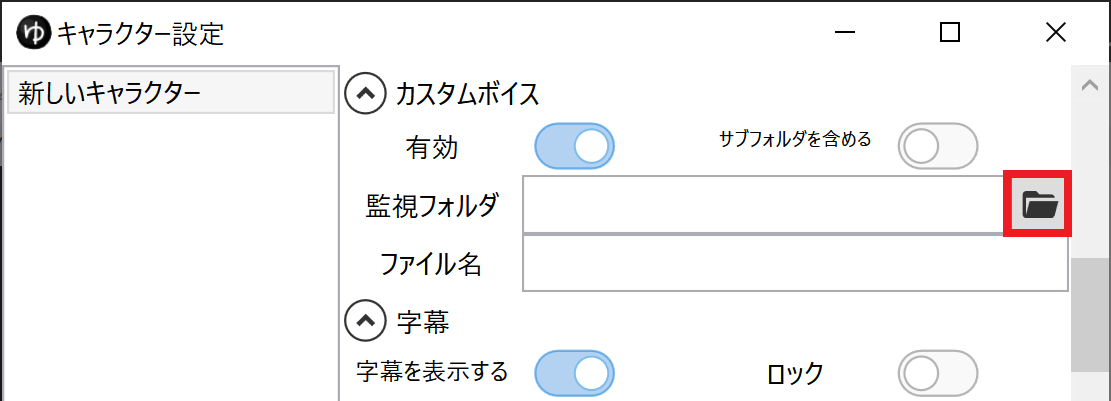 ゆ キャラクター設定
新しいキャラクター
カスタムボイス
有効 サブフォルダを含める
監視フォルダ
ファイル名
字幕
字幕を表示する ロック